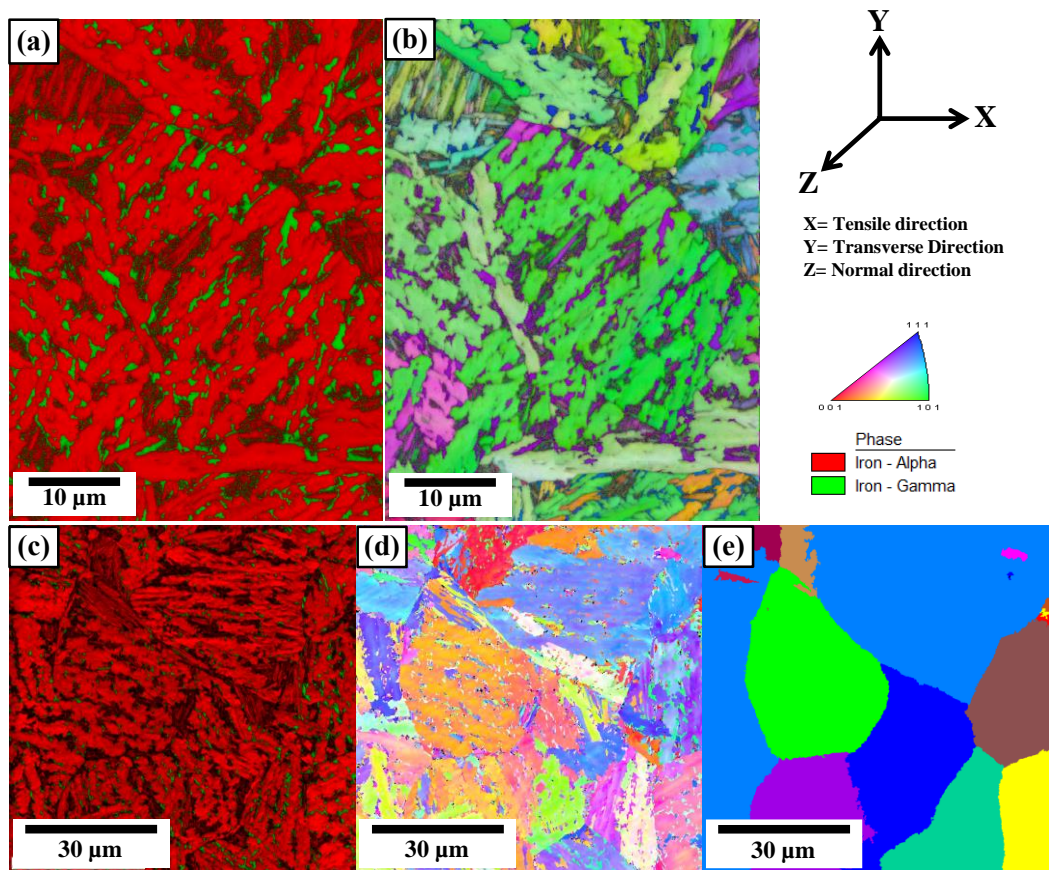 (a)
(b)
Y
X
Z
X= Tensile direction
Y= Transverse Direction
Z= Normal direction
111
001
101
Phase
Iron - Alpha
Iron - Gamma
10 µm
10 µm
(c)
(d)
(e)
30 µm
30 µm
30 µm